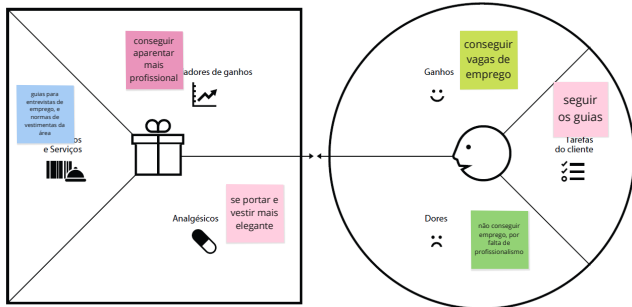 conseguir
aparentar
mais
profissional
adores de ganhos
guias para
entrevistas de
emprego, e
normas de
vestimentas da
área
os
e Serviços
se portar e
vestir mais
elegante
Analgésicos
conseguir
vagas de
emprego
Ganhos
seguir
os guias
Tarefas
do cliente
Dores
não conseguir
emprego, por
falta de
profissionalismo